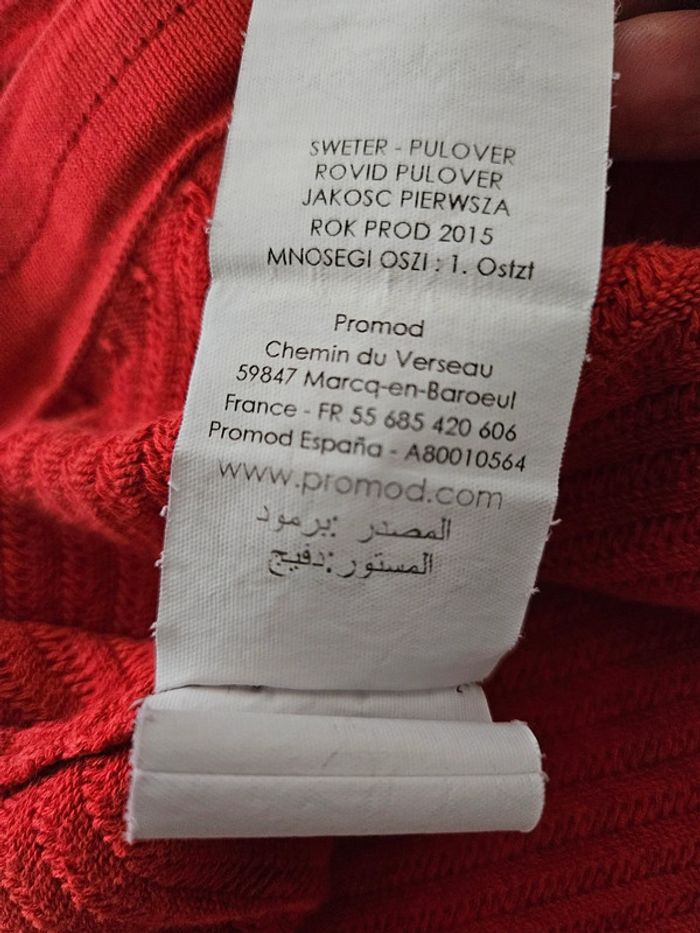 SWETER - PULOVER
ROVID PULOVER
JAKOSC PIERWSZA
ROK PROD 2015
MNOSEGI OSZI : 1. Ostzt
Promod
Chemin du Verseau
59847 Marcq-en-Baroeul
France - FR 55 685 420 606
Promod España - A80010564
www.promod.com
المصدر :برمود
المستور :دفيج